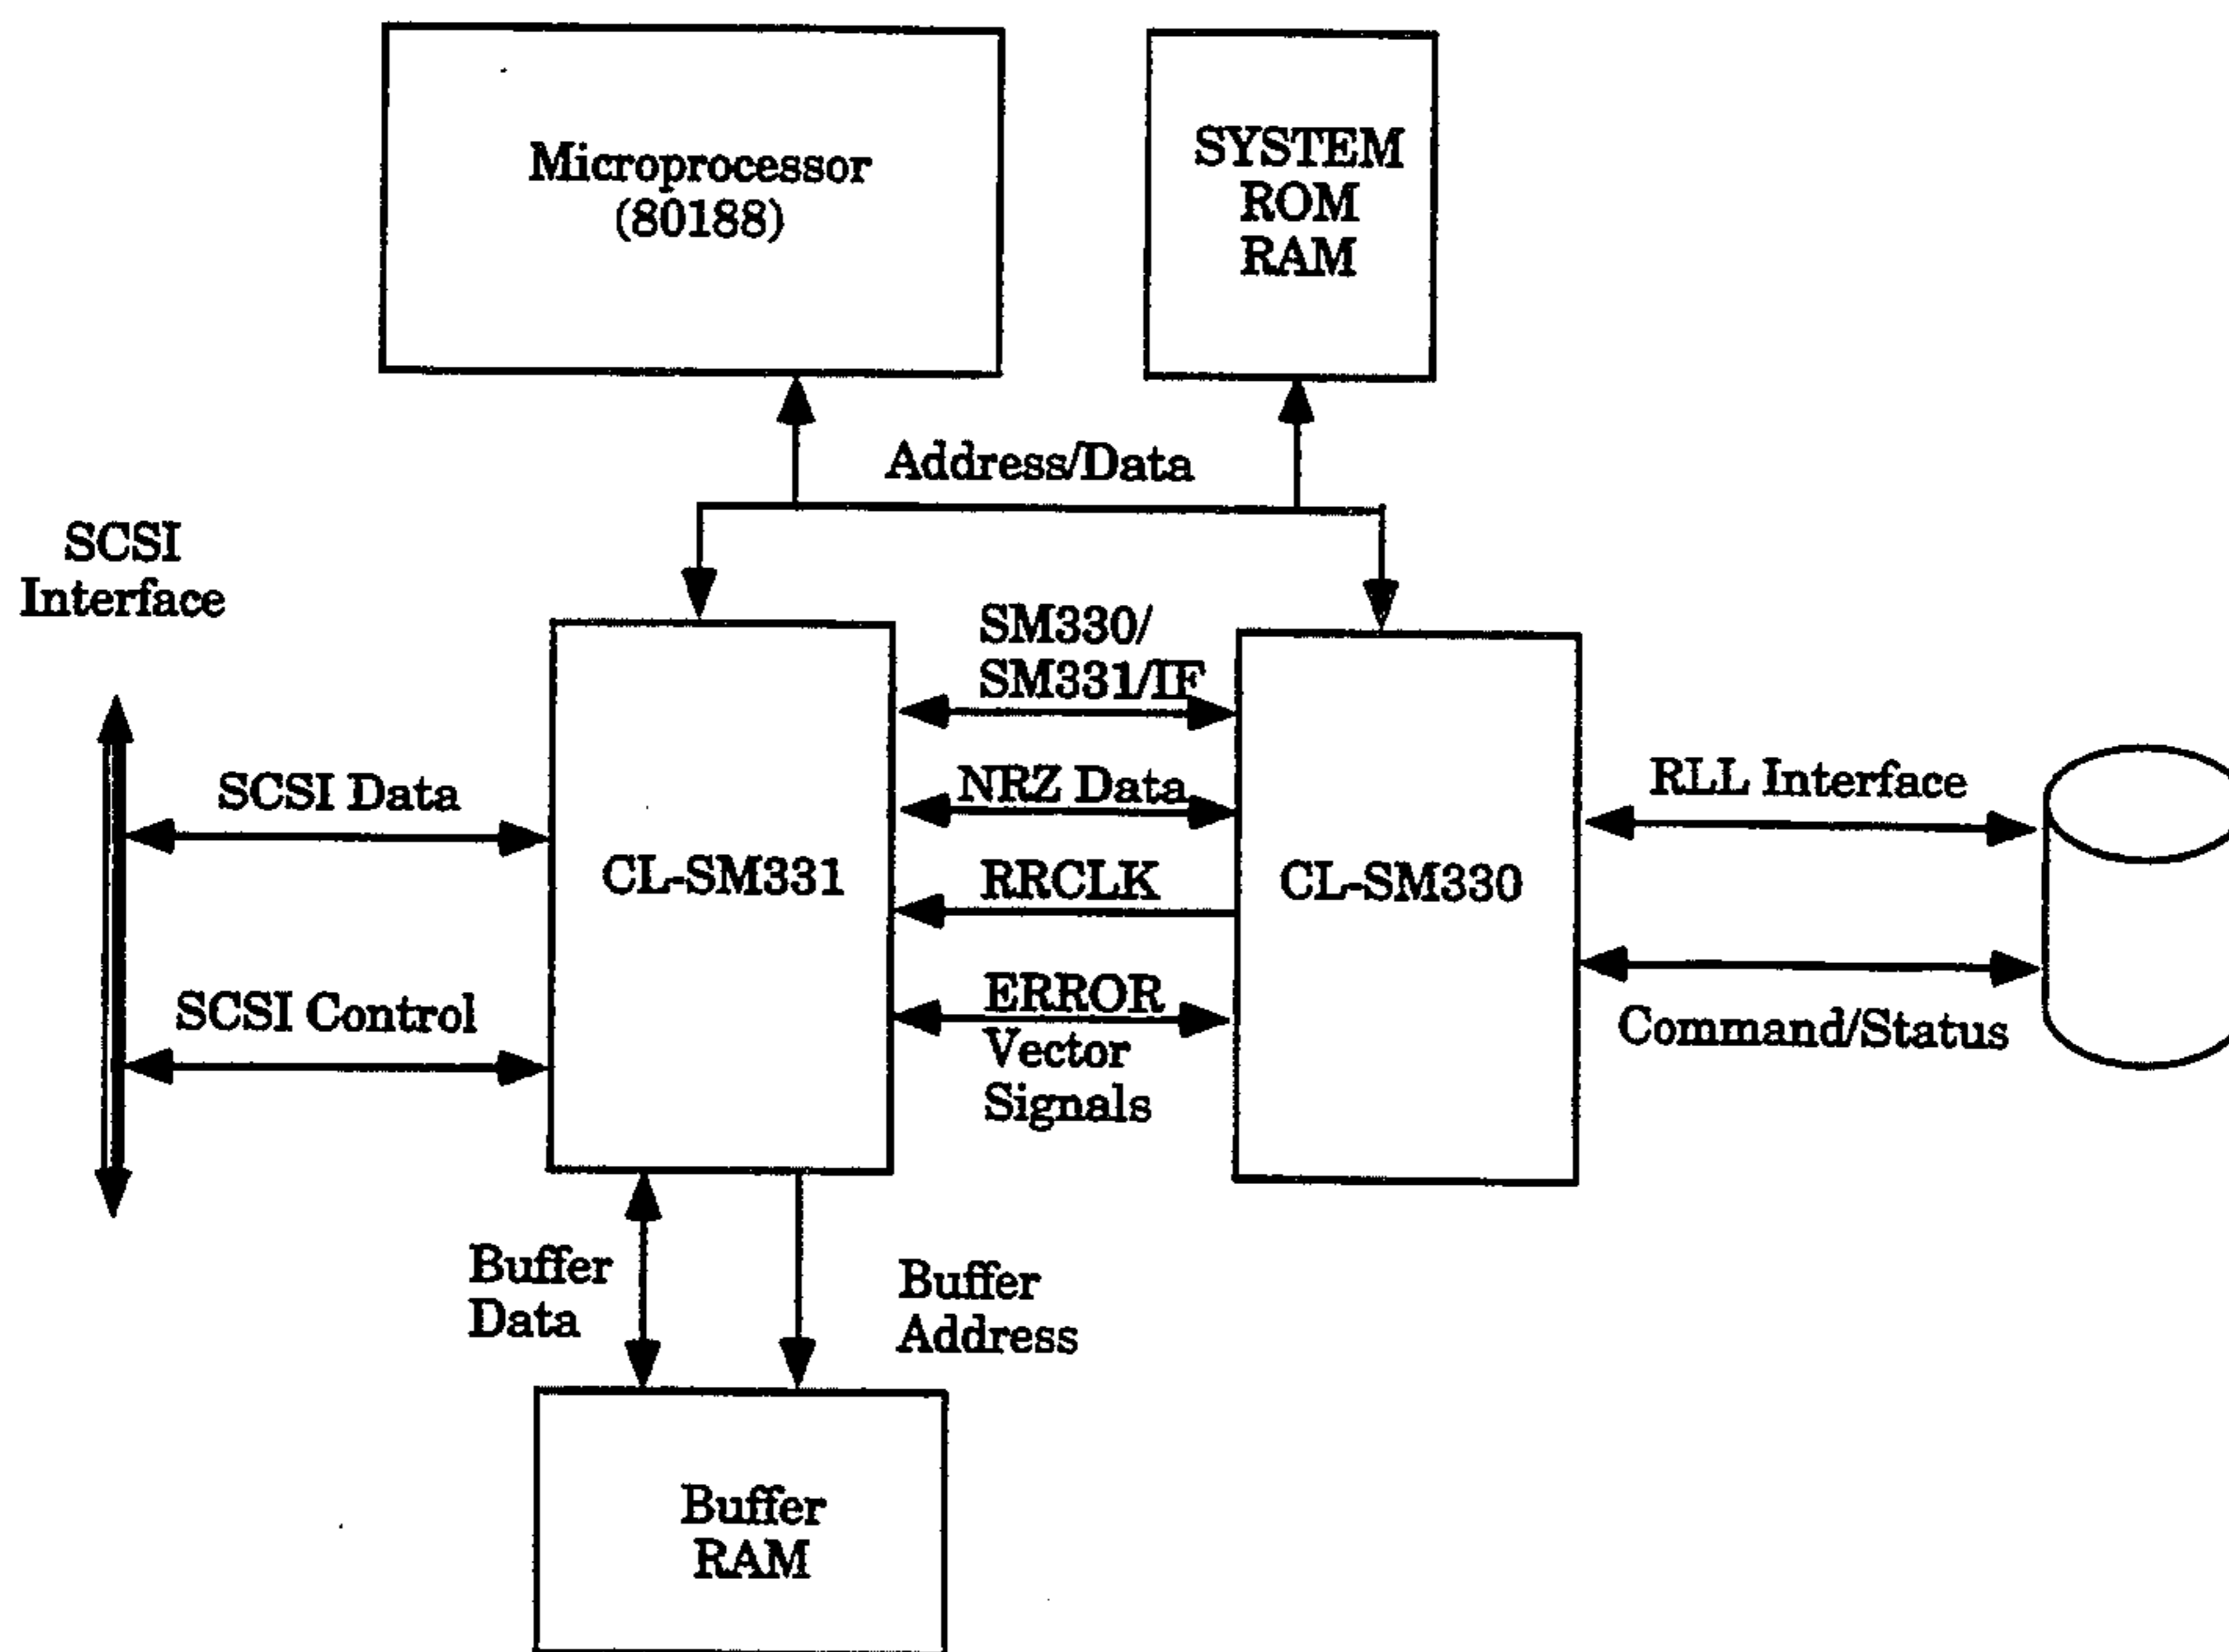 Microprocessor
(80188)
SYSTEM
ROM
RAM
Address/Data
SCSI
Interface
SM330/
SM331/IF
SCSI Data
NRZ Data
RLL Interface
CL-SM331
RRCLK
CL-SM330
SCSI Control
ERROR
Vector
Signals
Command/Status
Buffer
Data
Buffer
Address
Buffer
RAM